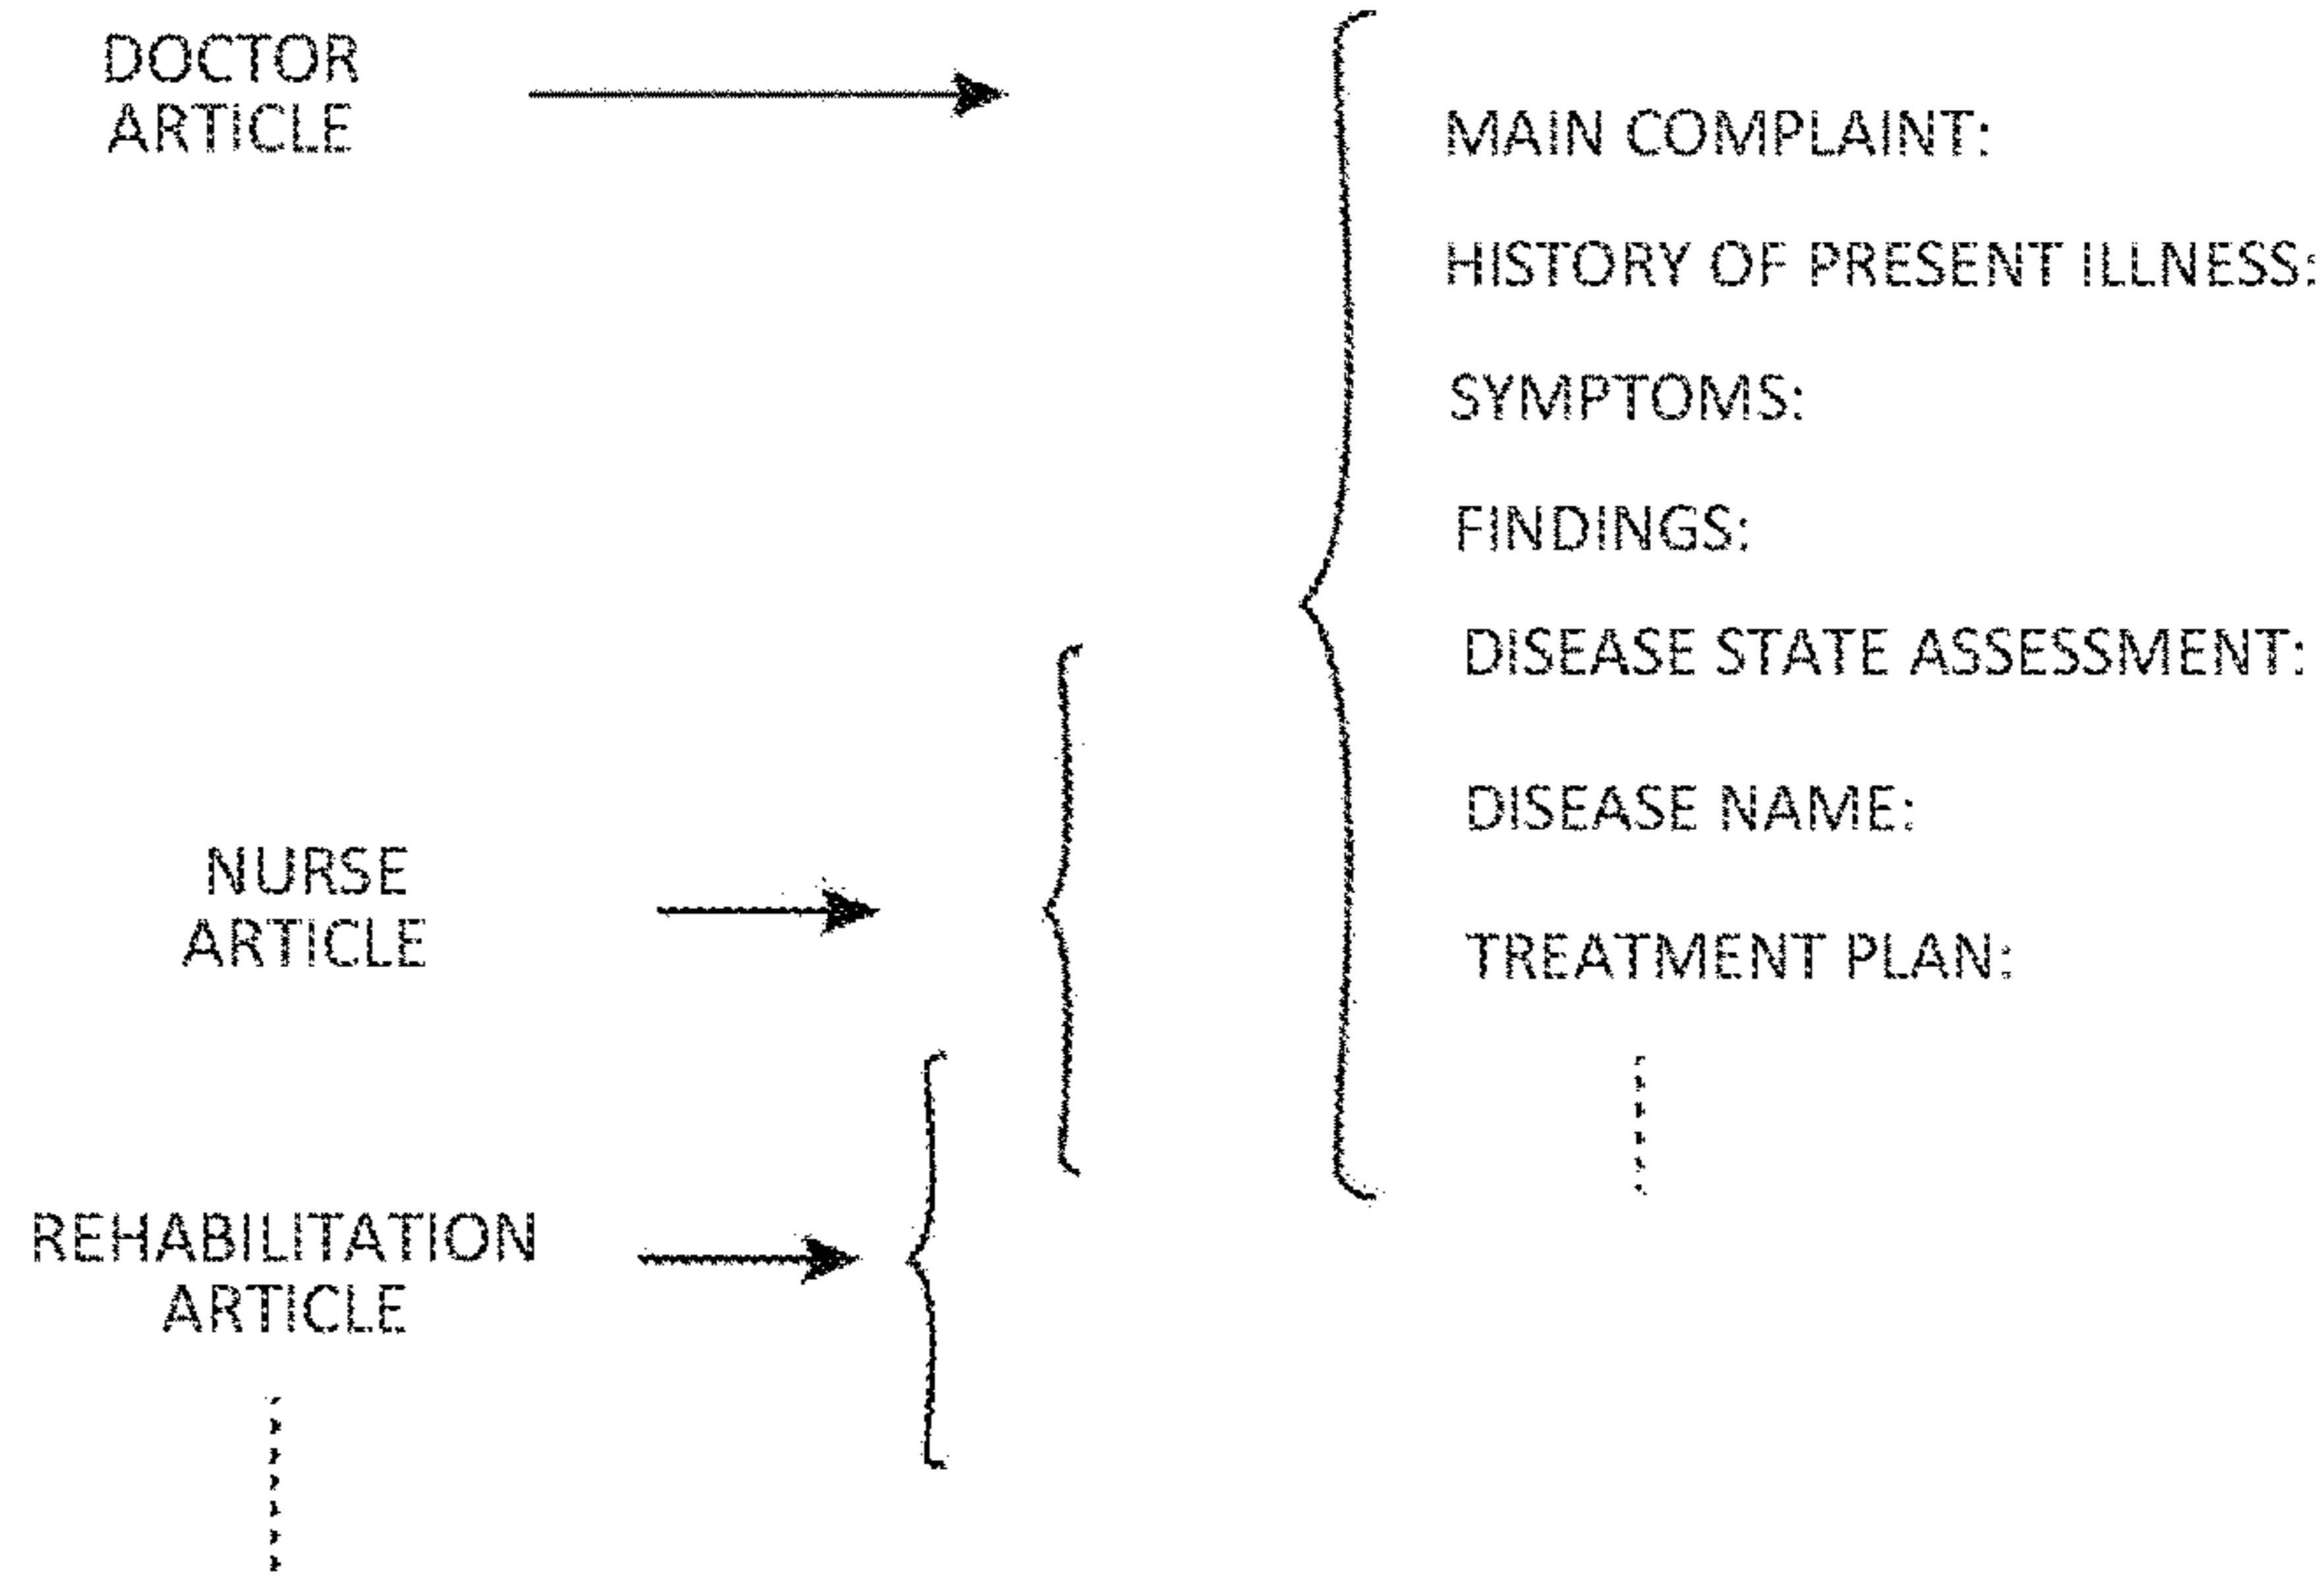 DOCTOR
ARTICLE
MAIN COMPLAINT:
HISTORY OF PRESENT ILLNESS:
SYMPTOMS:
FINDINGS:
DISEASE STATE ASSESSMENT:
DISEASE NAME:
TREATMENT PLAN:
NURSE
ARTICLE
REHABILITATION
ARTICLE